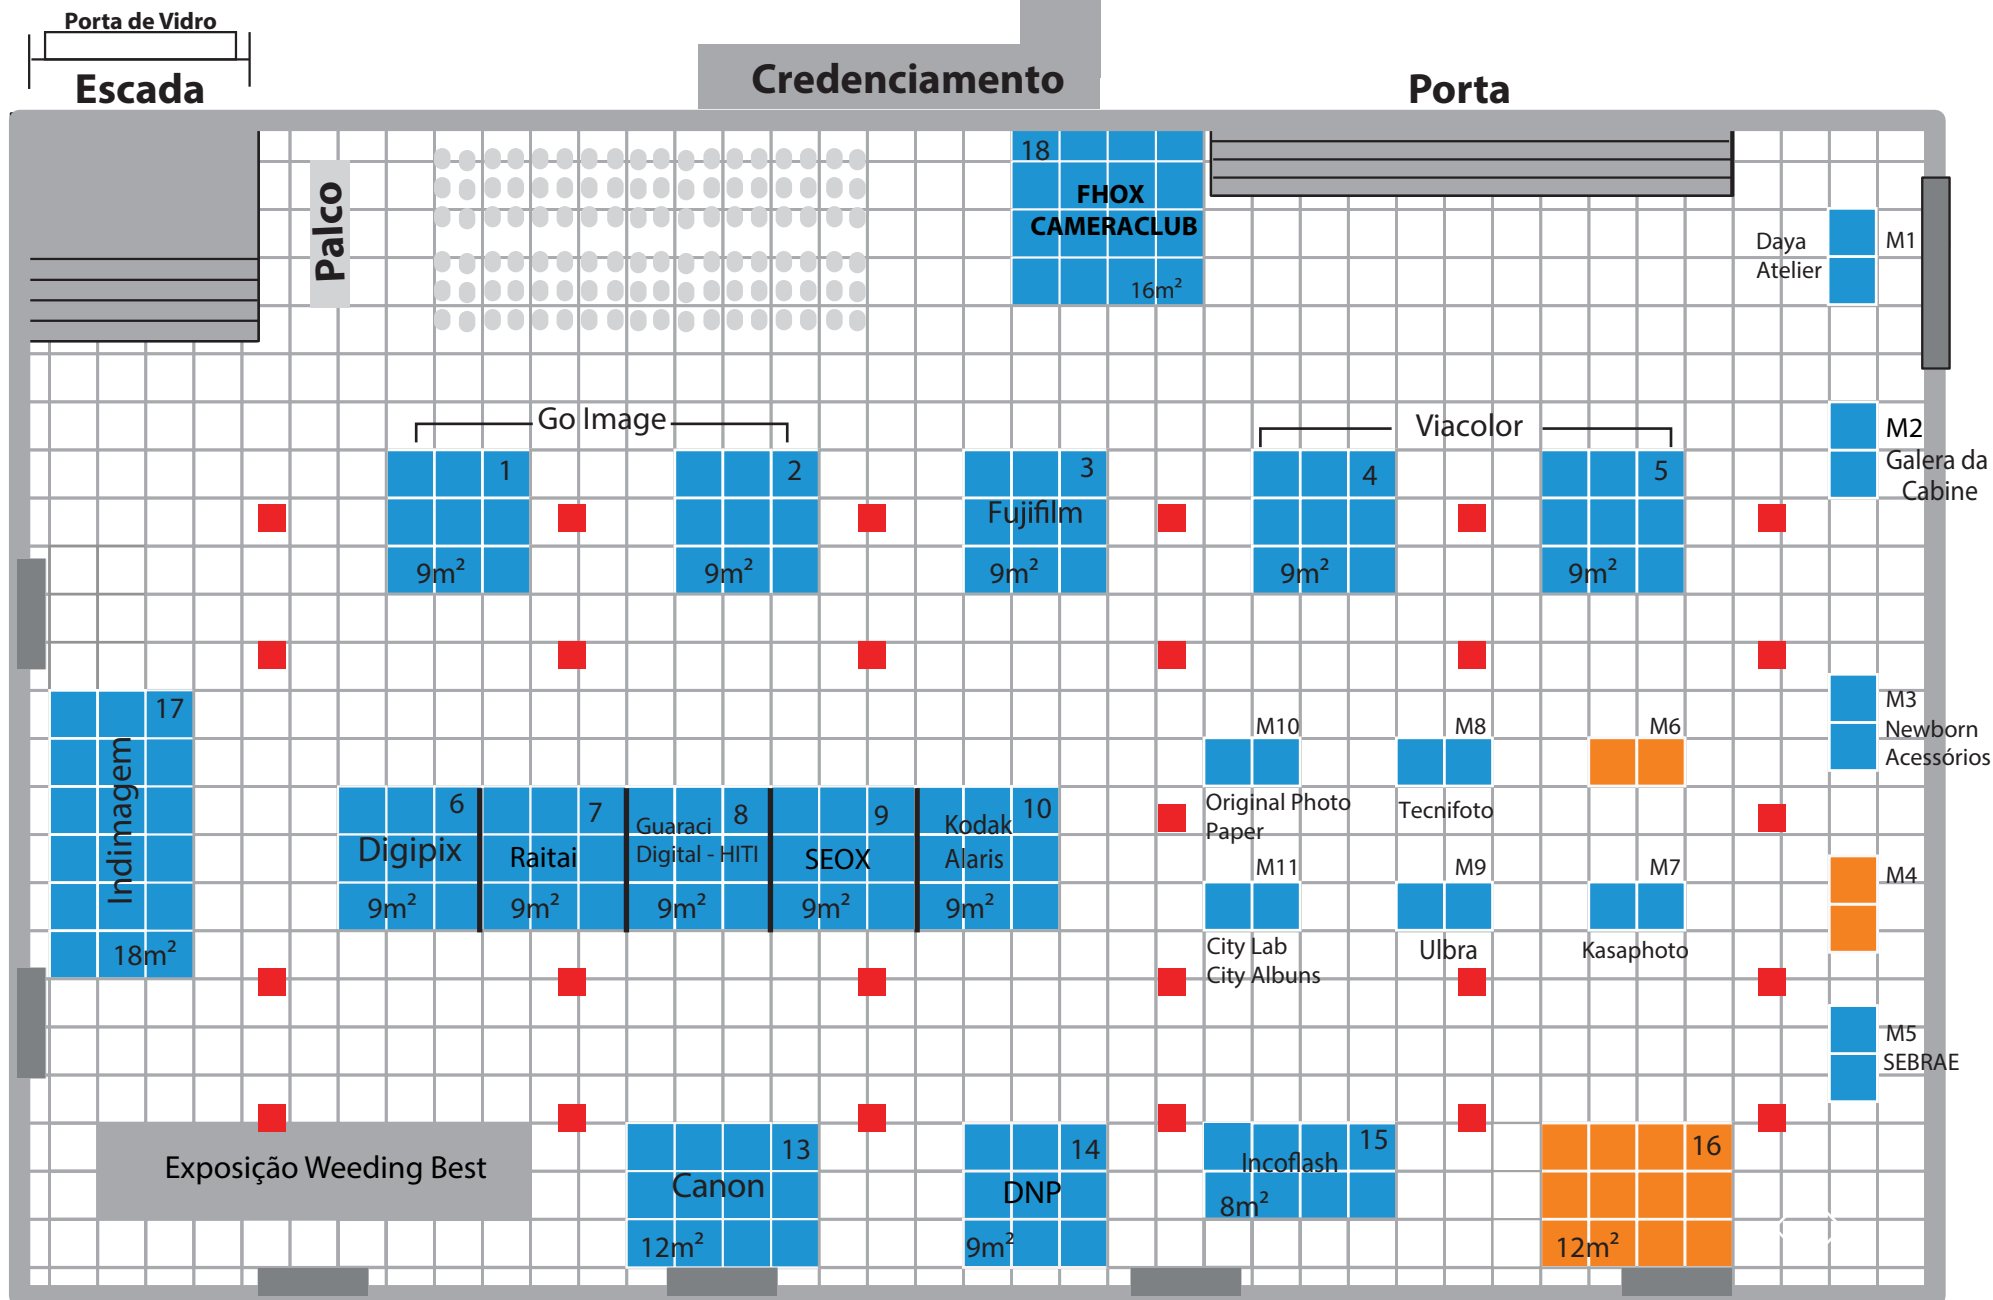 Porta de Vidro
Escada
Credenciamento
Porta
Palco
18
FHOX
CAMERACLUB
16m²
Daya
Atelier
M1
Go Image
Viacolor
M2
Galera da
Cabine
1
9m²
2
9m²
3
Fujifilm
9m²
4
9m²
5
9m²
17
Indimagem
18m²
M10
Original Photo
Paper
M8
Tecnifoto
M6
M3
Newborn
Acessórios
6
Digipix
9m²
7
Raitai
9m²
8
Guaraci
Digital - HITI
9m²
9
SEOX
9m²
10
Kodak
Alaris
9m²
M11
City Lab
City Albuns
M9
Ulbra
M7
Kasaphoto
M4
M5
SEBRAE
Exposição Weeding Best
13
Canon
12m²
14
DNP
9m²
15
Incoflash
8m²
16
12m²